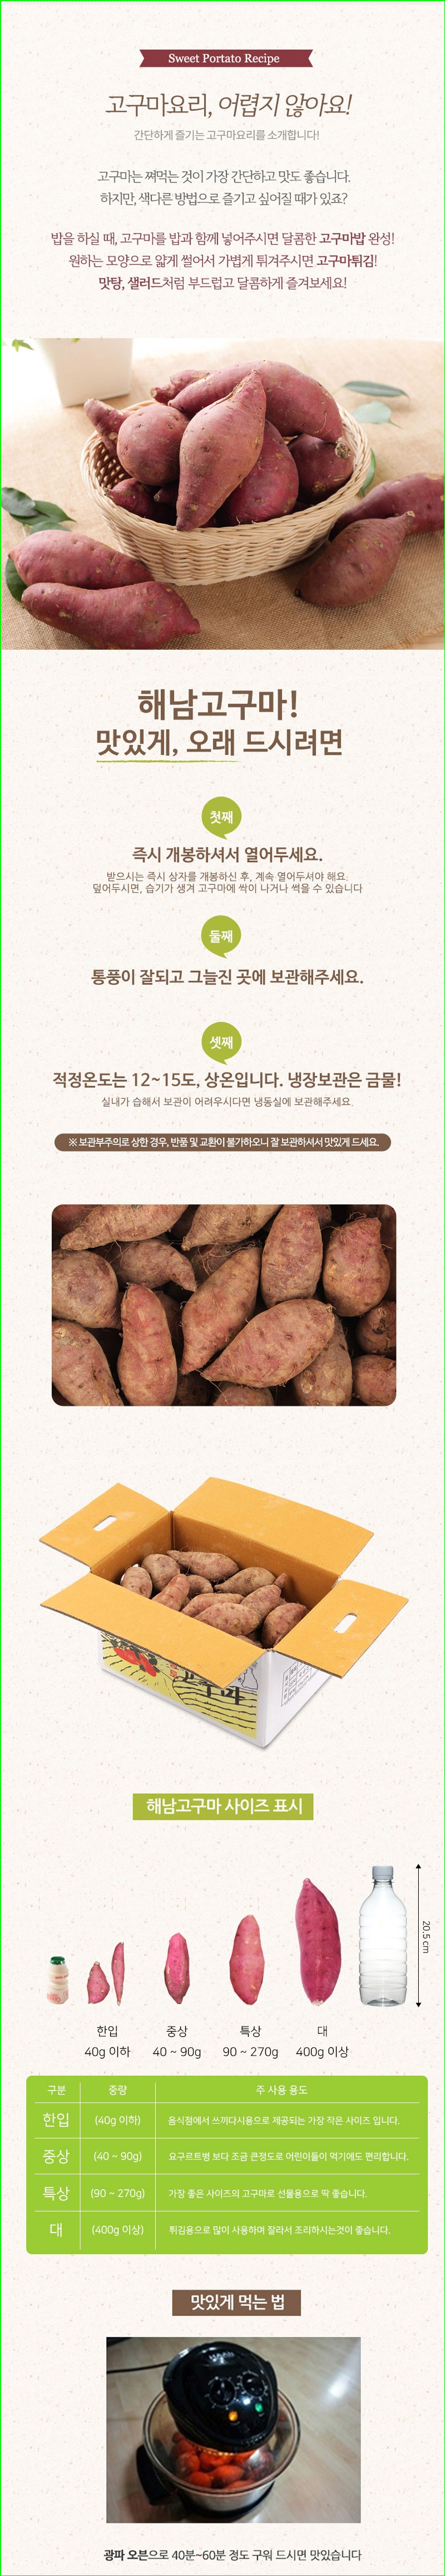 Sweet Portato Recipe
고구마요리, 어렵지 않아요!
간단하게 즐기는 고구마요리를 소개합니다!
고구마는 쪄먹는 것이 가장 간단하고 맛도 좋습니다.
하지만, 색다른 방법으로 즐기고 싶어질 때가 있죠?
밥을 하실 때, 고구마를 밥과 함께 넣어주시면 달콤한 고구마밥 완성!
원하는 모양으로 얇게 썰어서 가볍게 튀겨주시면 고구마튀김!
맛탕, 샐러드처럼 부드럽고 달콤하게 즐겨보세요!
해남고구마!
맛있게, 오래 드시려면
첫째
즉시 개봉하셔서 열어두세요.
받으시는 즉시 상자를 개봉하신 후, 계속 열어두셔야 해요.
덮어두시면, 습기가 생겨 고구마에 싹이 나거나 썩을 수 있습니다
둘째
통풍이 잘되고 그늘진 곳에 보관해주세요.
셋째
적정온도는 12~15도, 상온입니다. 냉장보관은 금물!
실내가 습해서 보관이 어려우시다면 냉동실에 보관해주세요.
※ 보관부주의로 상한 경우, 반품 및 교환이 불가하오니 잘 보관하셔서 맛있게 드세요.
해남고구마 사이즈 표시
20.5 cm
한입 중상 특상 대
40g 이하 40 ~ 90g 90 ~ 270g 400g 이상
구분 중량 주 사용 용도
한입 (40g 이하) 음식점에서 쓰끼다시용으로 제공되는 가장 작은 사이즈 입니다.
중상 (40 ~ 90g) 요구르트병 보다 조금 큰정도로 어린이들이 먹기에도 편리합니다.
특상 (90 ~ 270g) 가장 좋은 사이즈의 고구마로 선물용으로 딱 좋습니다.
대 (400g 이상) 튀김용으로 많이 사용하며 잘라서 조리하시는것이 좋습니다.
맛있게 먹는 법
광파 오븐으로 40분~60분 정도 구워 드시면 맛있습니다